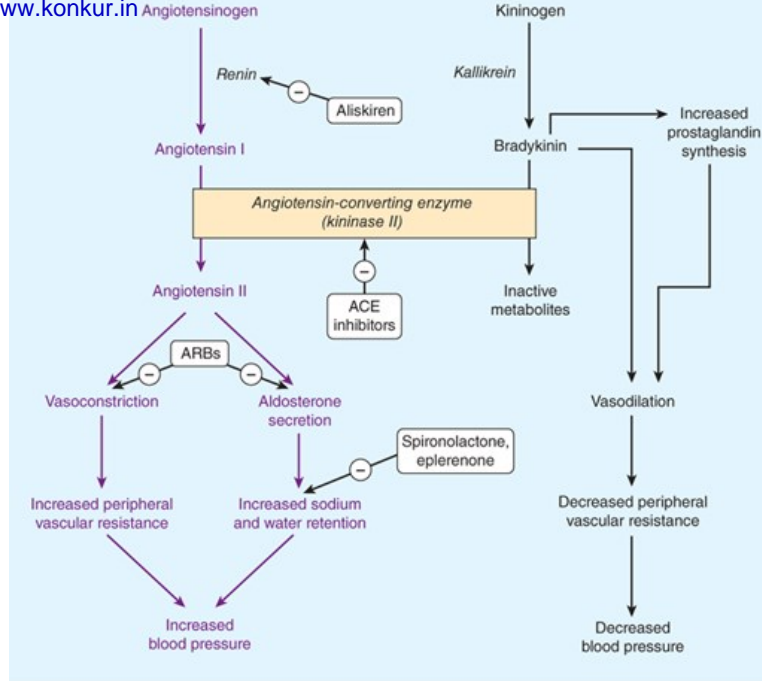 ww.konkur.in
Angiotensinogen
Kininogen
Renin
Kallikrein
−
Aliskiren
Increased
prostaglandin
synthesis
Angiotensin I
Bradykinin
Angiotensin-converting enzyme
(kininase II)
−
Angiotensin II
ACE
inhibitors
Inactive
metabolites
ARBs
−
−
Vasoconstriction
Aldosterone
secretion
Vasodilation
Spironolactone,
eplerenone
−
Increased peripheral
vascular resistance
Increased sodium
and water retention
Decreased peripheral
vascular resistance
Increased
blood pressure
Decreased
blood pressure